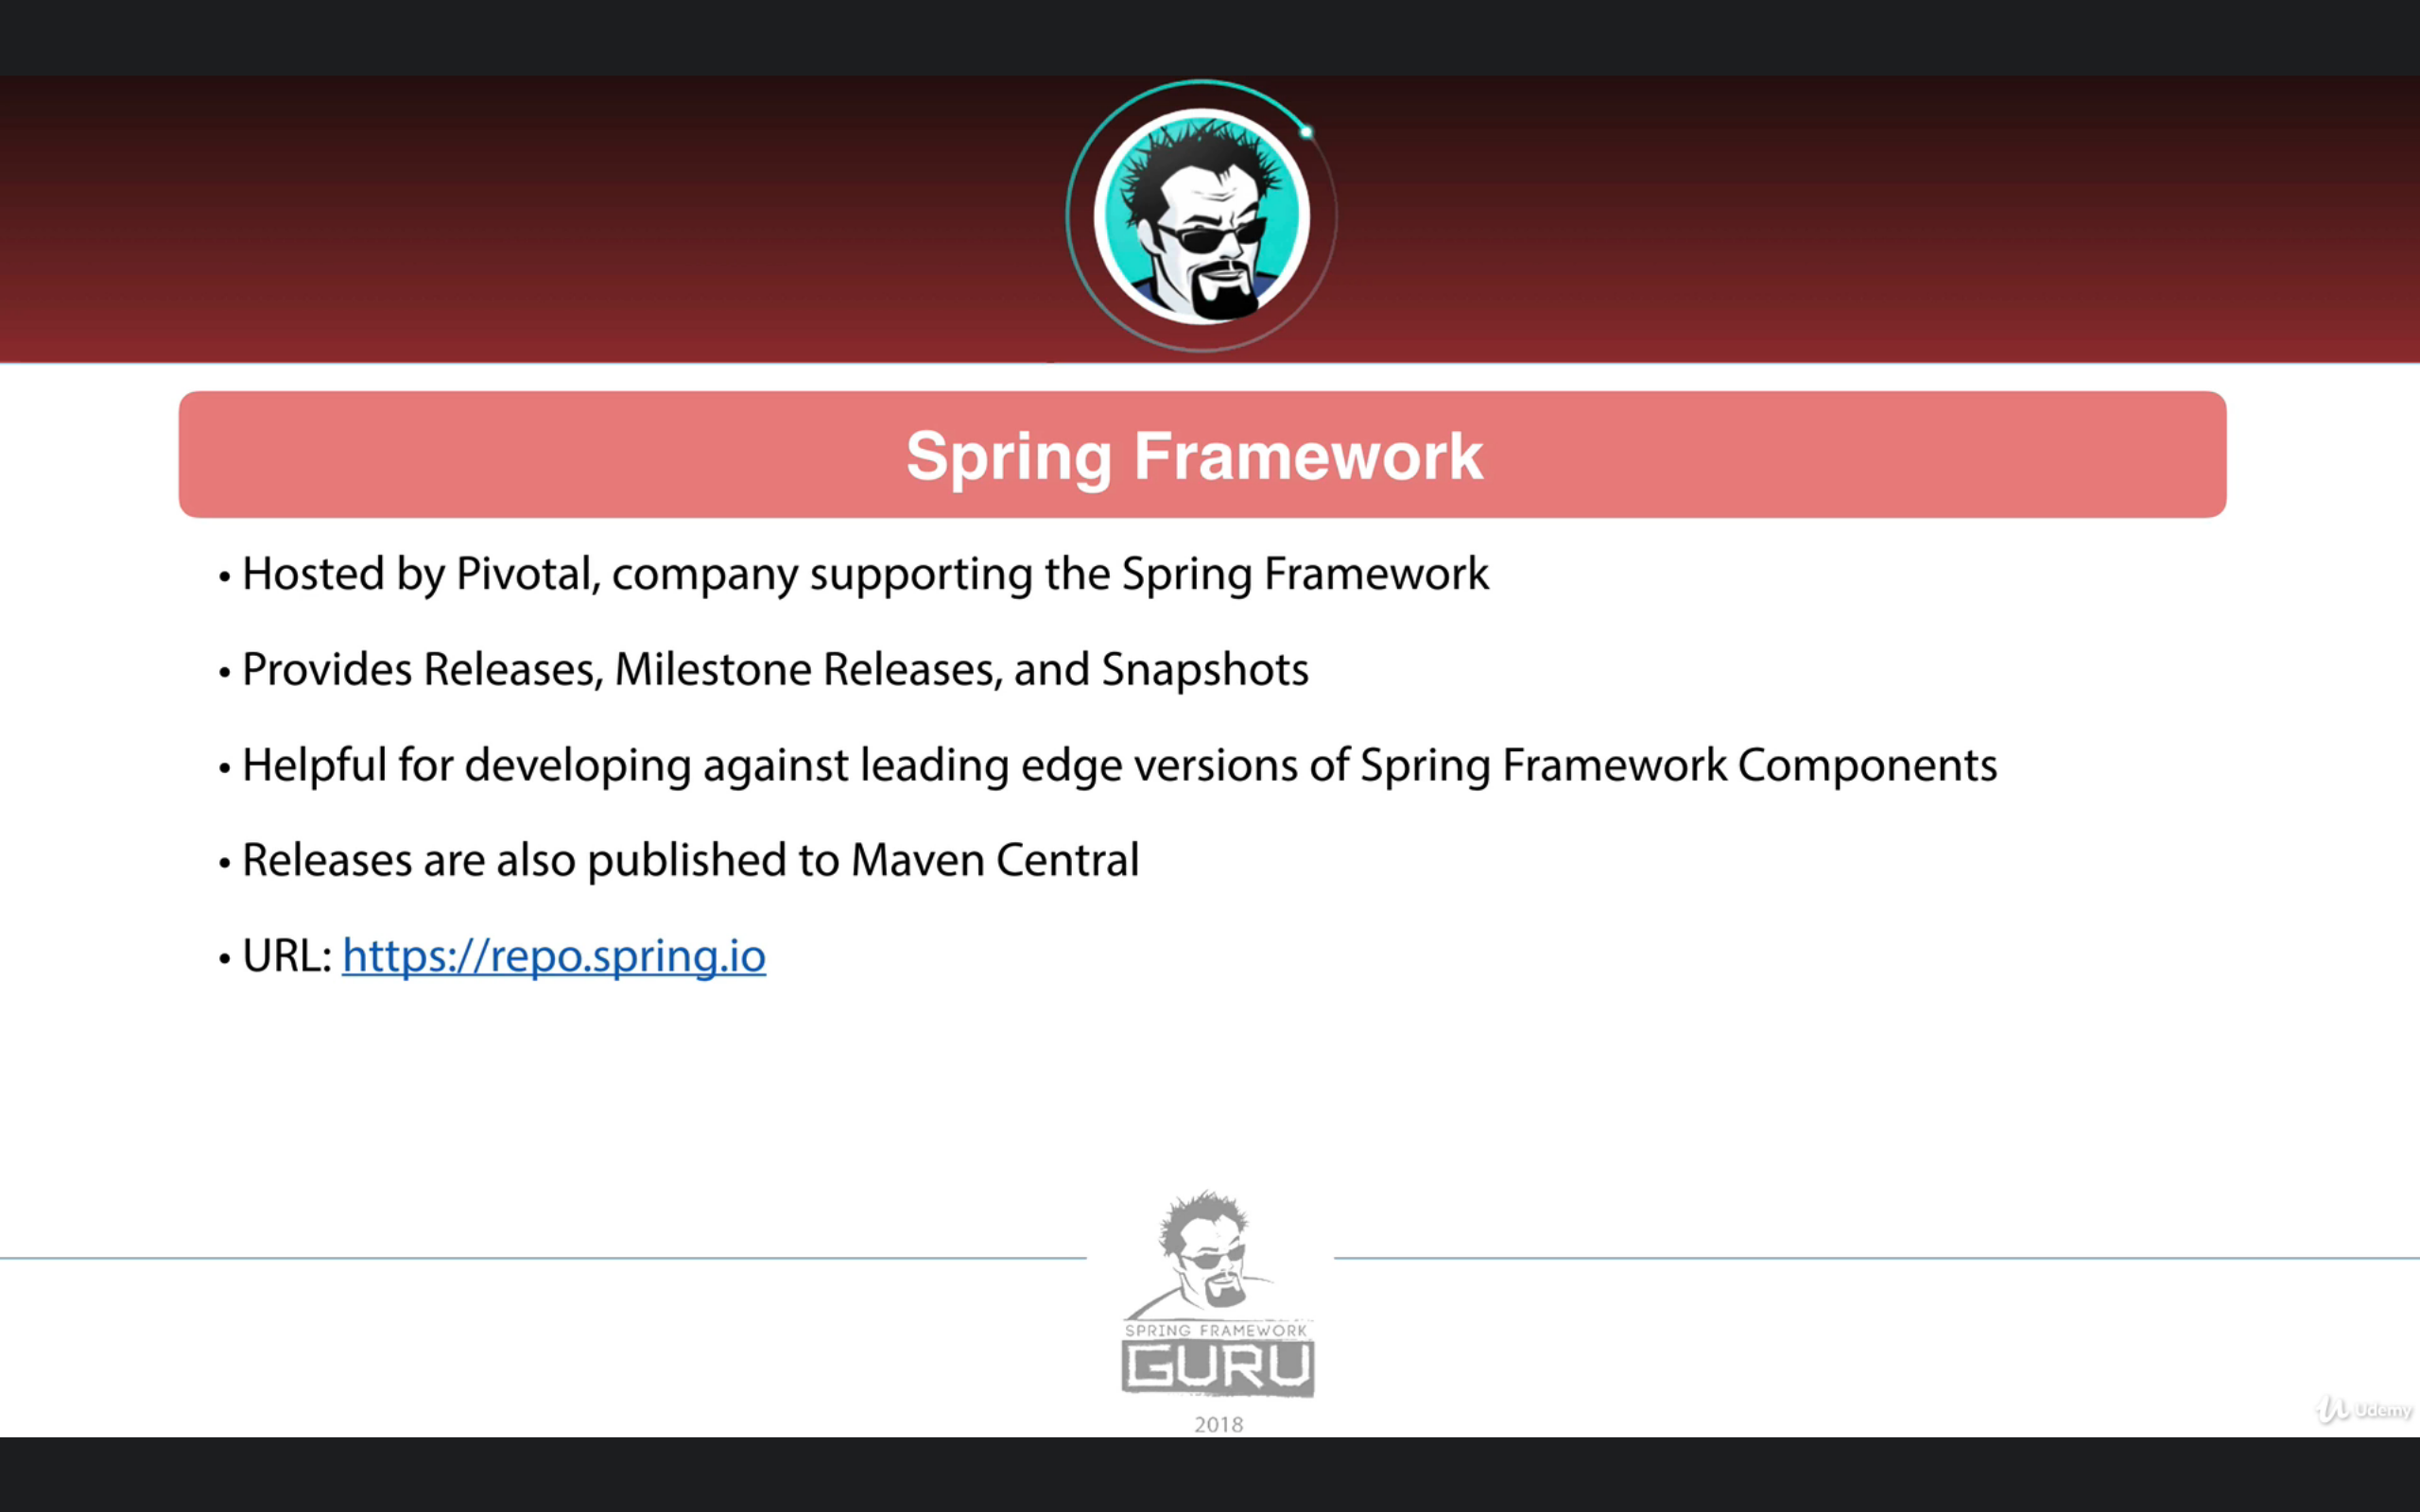 Spring Framework
• Hosted by Pivotal, company supporting the Spring Framework
• Provides Releases, Milestone Releases, and Snapshots
• Helpful for developing against leading edge versions of Spring Framework Components
• Releases are also published to Maven Central
• URL: https://repo.spring.io
SPRING FRAMEWORK
GURU
2018
Udemy